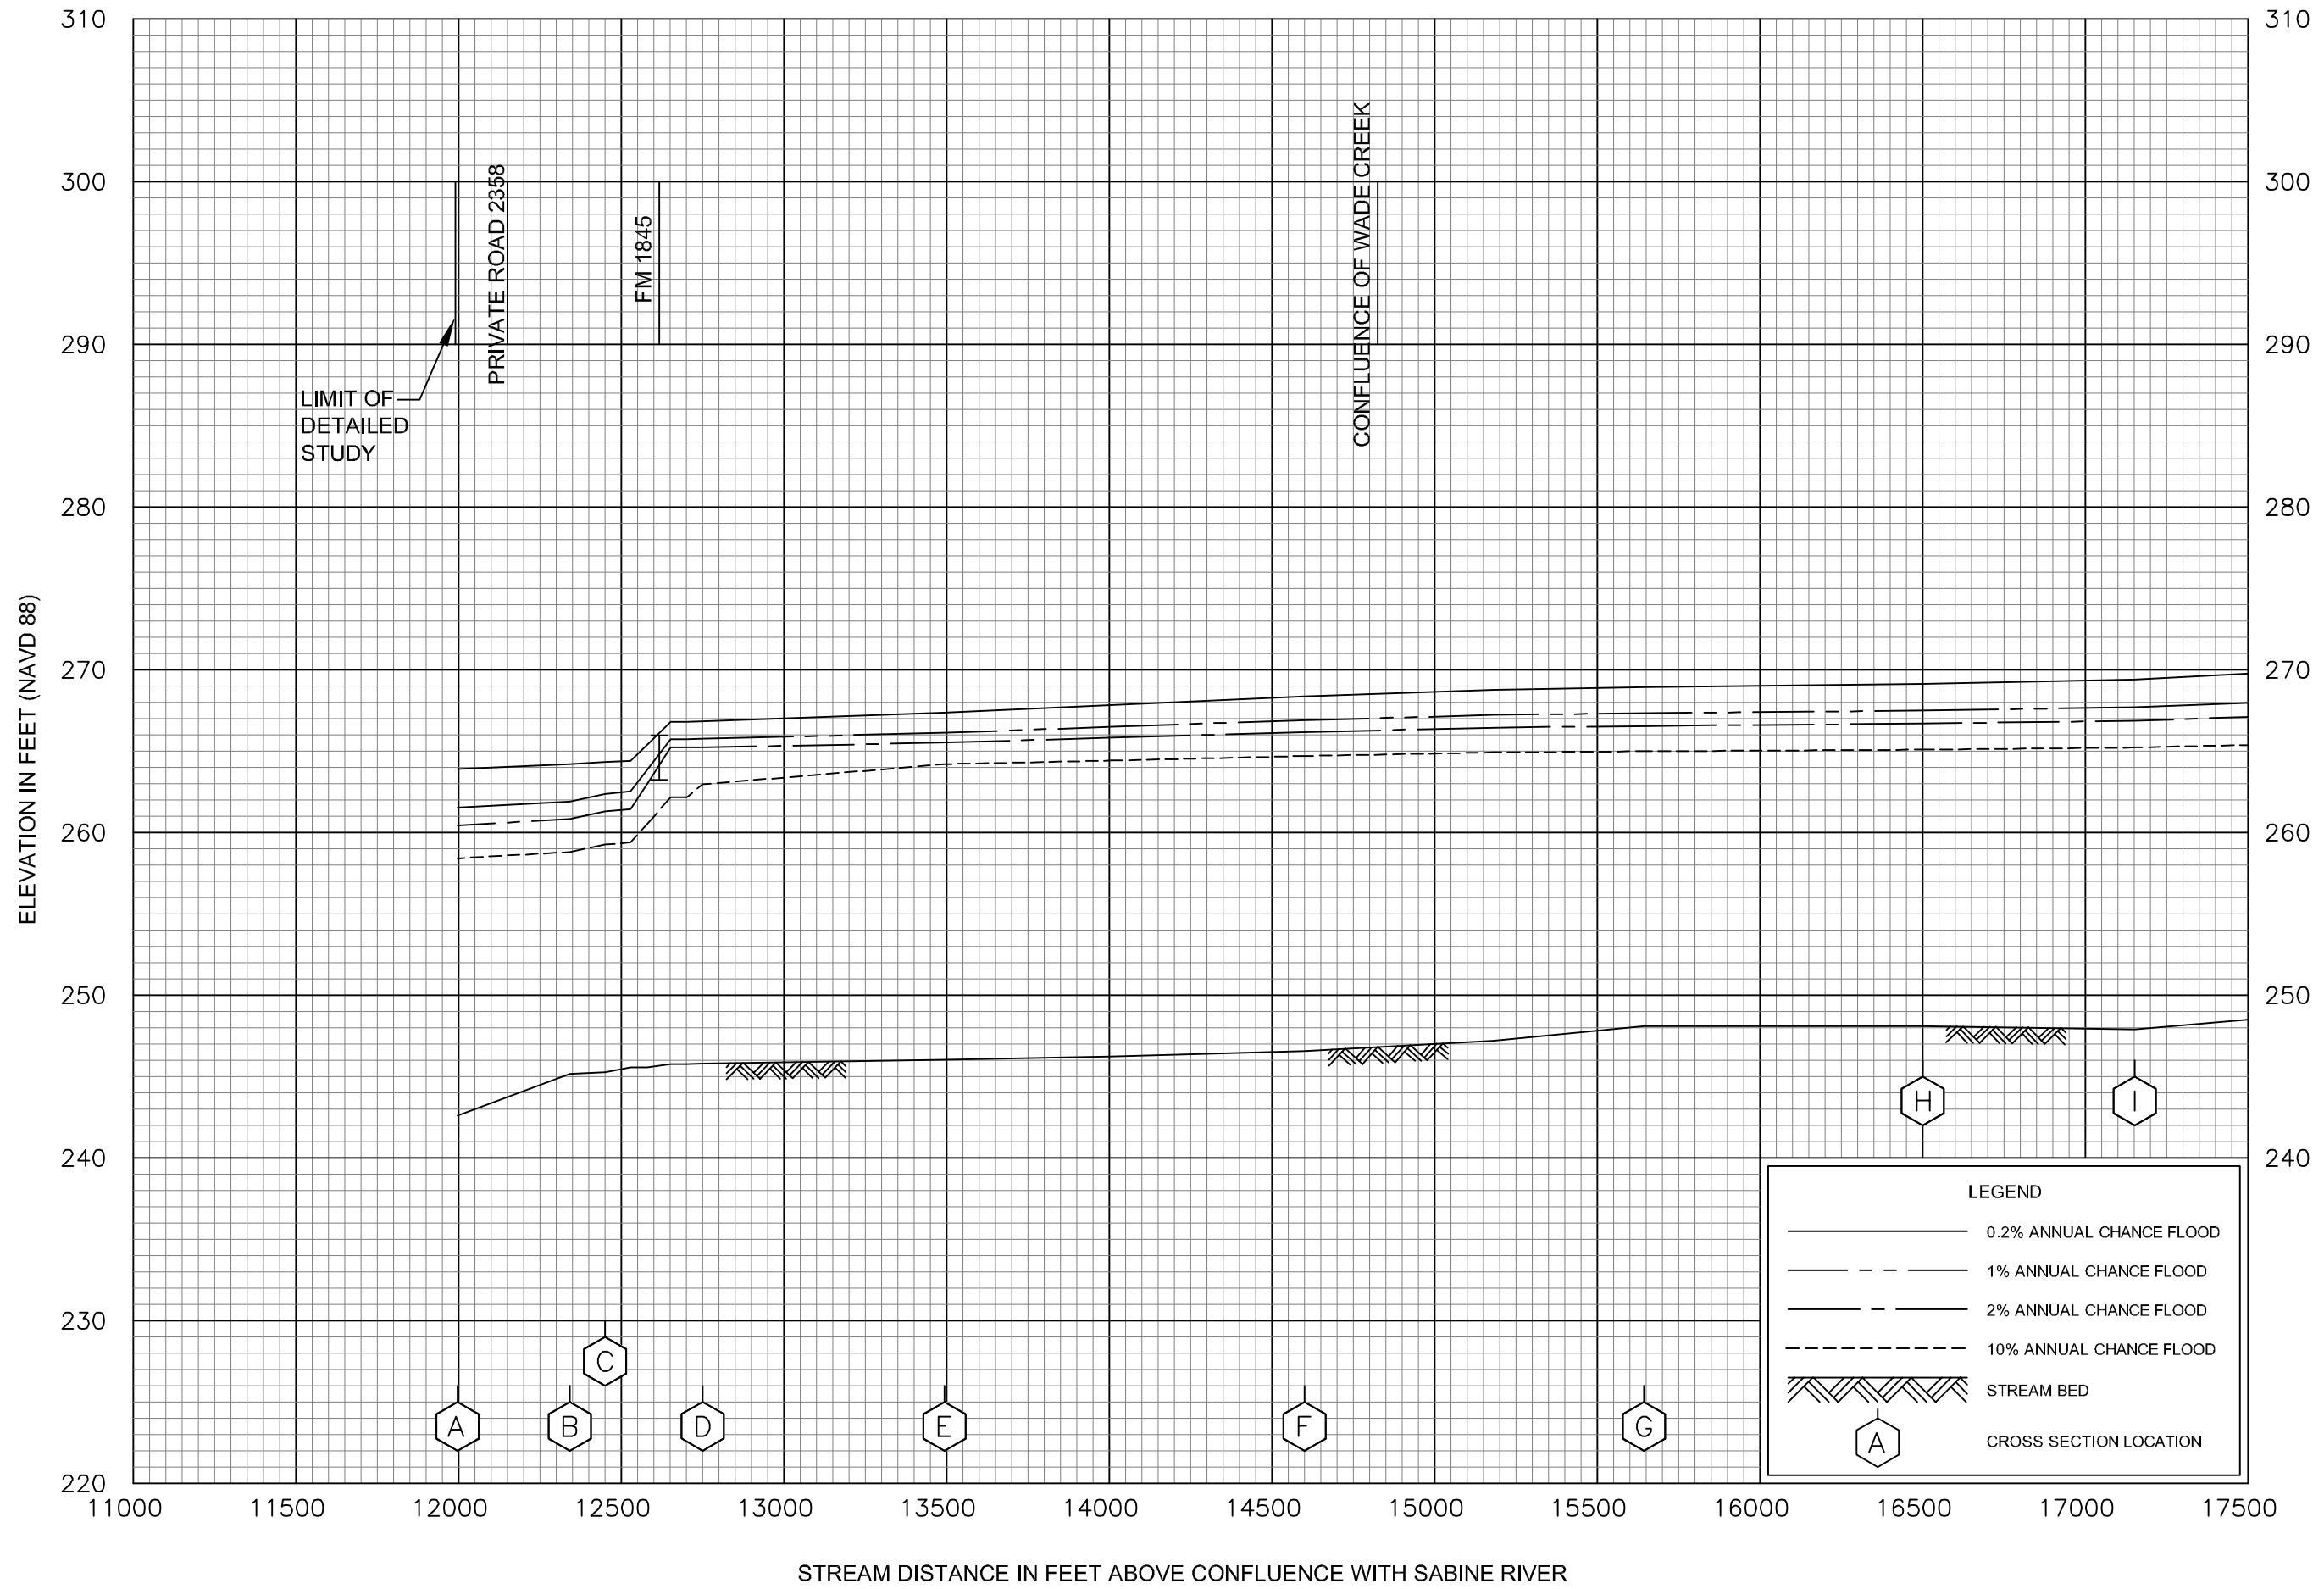 310
310
300
300
290
290
280
280
270
270
260
260
250
250
240
240
230
220
ELEVATION IN FEET (NAVD 88)
LIMIT OF
DETAILED
STUDY
PRIVATE ROAD 2358
FM 1845
CONFLUENCE OF WADE CREEK
A
B
C
D
E
F
G
H
I
LEGEND
0.2% ANNUAL CHANCE FLOOD
1% ANNUAL CHANCE FLOOD
2% ANNUAL CHANCE FLOOD
10% ANNUAL CHANCE FLOOD
STREAM BED
A
CROSS SECTION LOCATION
11000
11500
12000
12500
13000
13500
14000
14500
15000
15500
16000
16500
17000
17500
STREAM DISTANCE IN FEET ABOVE CONFLUENCE WITH SABINE RIVER